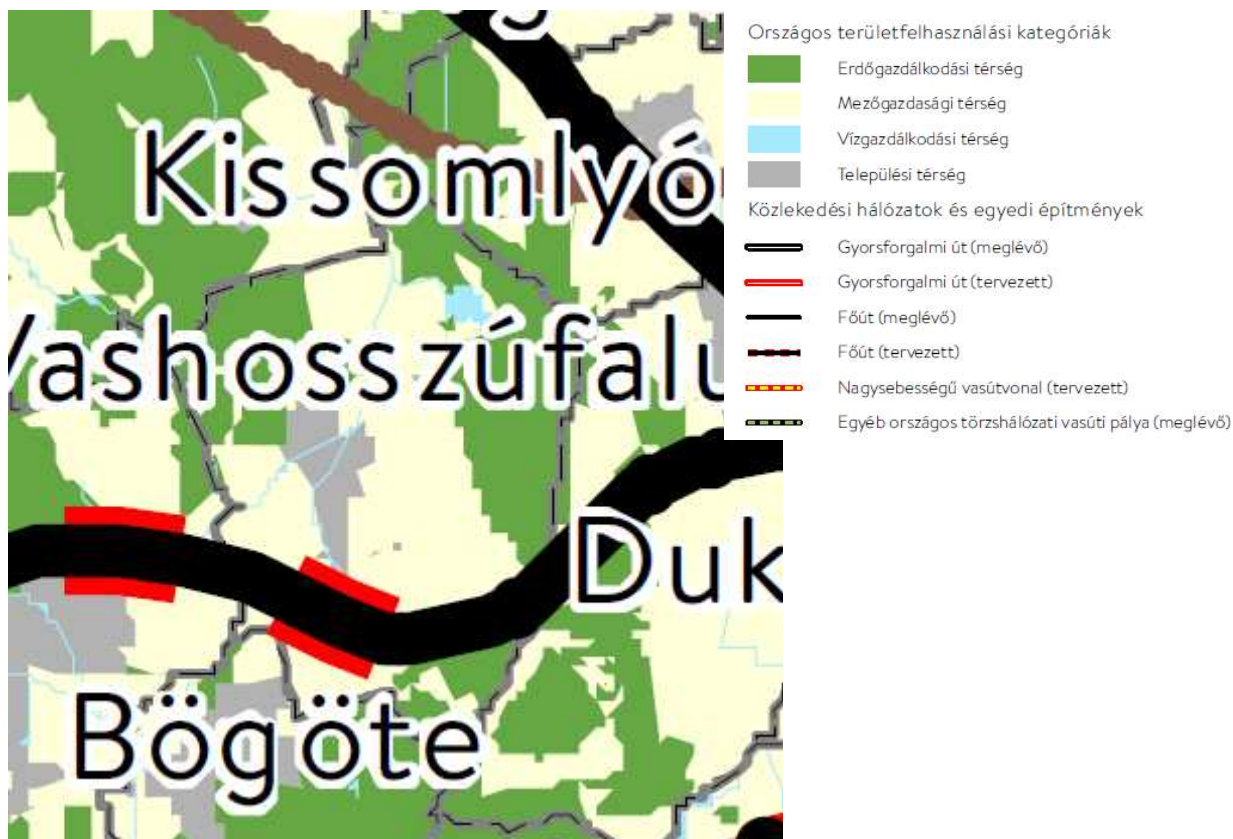 Kissomlyó
Vashosszúfalu
Duk
Bögöte
Országos területfelhasználási kategóriák
Erdőgazdálkodási térség
Mezőgazdasági térség
Vízgazdálkodási térség
Települési térség
Közlekedési hálózatok és egyedi építmények
Gyorsforgalmi út (meglévő)
Gyorsforgalmi út (tervezett)
Főút (meglévő)
Főút (tervezett)
Nagysebességű vasútvonal (tervezett)
Egyéb országos törzshálózati vasúti pálya (meglévő)